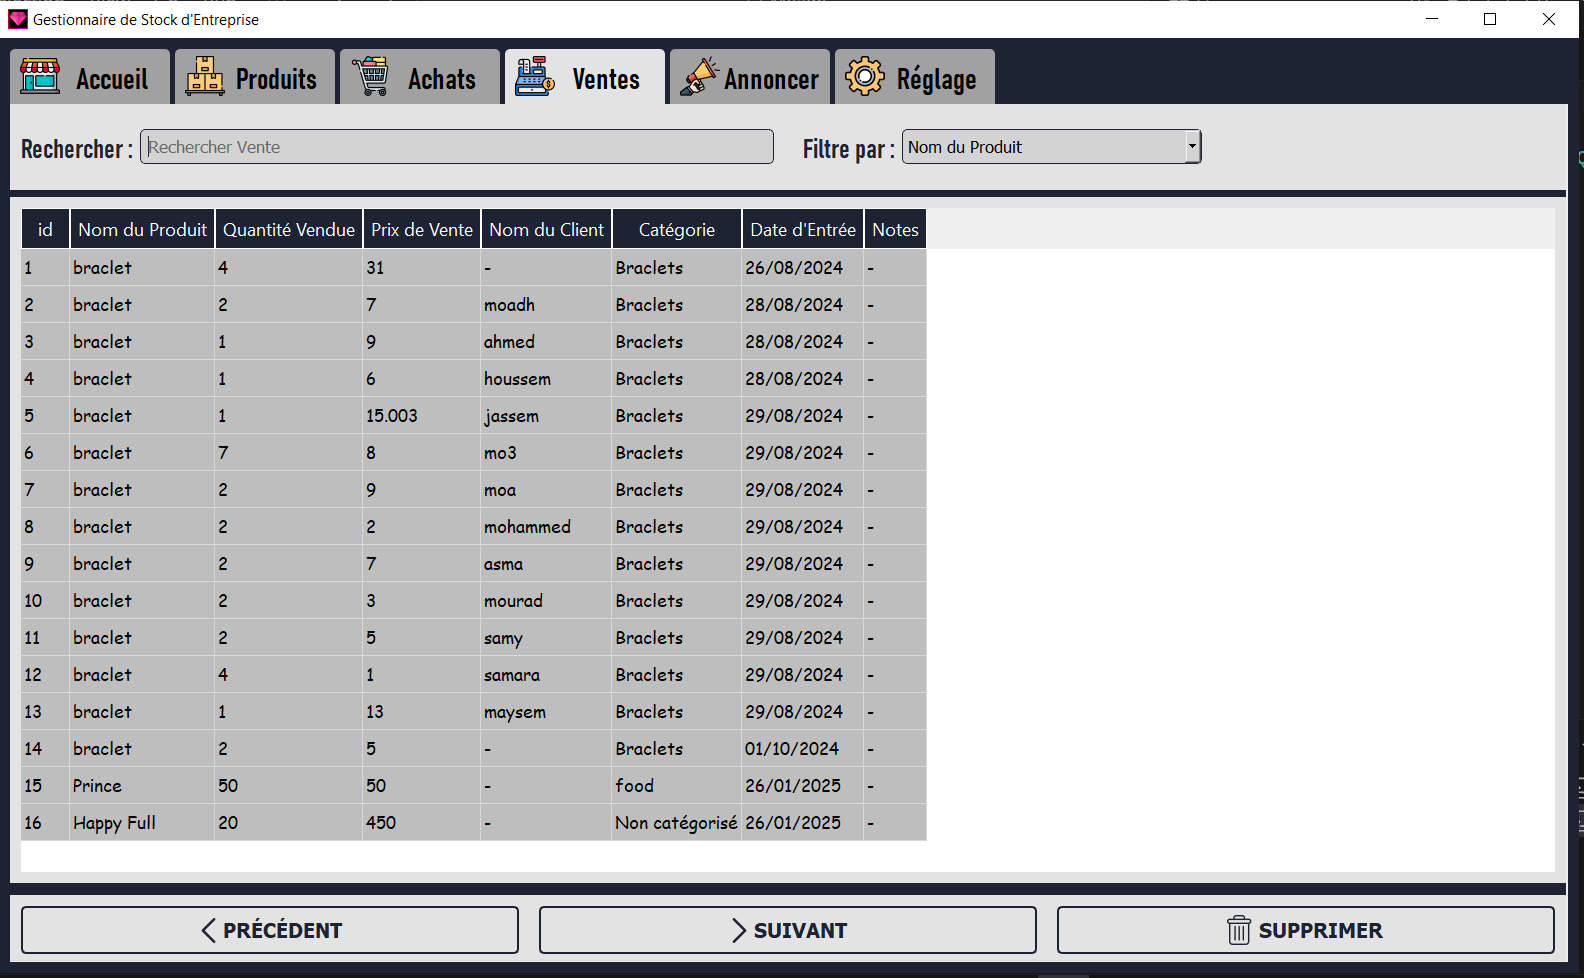 Gestionnaire de Stock d'Entreprise
Accueil Produits Achats Ventes Annoncer Réglage
Rechercher : Rechercher Vente Filtre par : Nom du Produit
id Nom du Produit Quantité Vendue Prix de Vente Nom du Client Catégorie Date d'Entrée Notes
1 braclet 4 31 - Braclets 26/08/2024 -
2 braclet 2 7 moadh Braclets 28/08/2024 -
3 braclet 1 9 ahmed Braclets 28/08/2024 -
4 braclet 1 6 houssem Braclets 28/08/2024 -
5 braclet 1 15.003 jassem Braclets 29/08/2024 -
6 braclet 7 8 mo3 Braclets 29/08/2024 -
7 braclet 2 9 moa Braclets 29/08/2024 -
8 braclet 2 2 mohammed Braclets 29/08/2024 -
9 braclet 2 7 asma Braclets 29/08/2024 -
10 braclet 2 3 mourad Braclets 29/08/2024 -
11 braclet 2 5 samy Braclets 29/08/2024 -
12 braclet 4 1 samara Braclets 29/08/2024 -
13 braclet 1 13 maysem Braclets 29/08/2024 -
14 braclet 2 5 - Braclets 01/10/2024 -
15 Prince 50 50 - food 26/01/2025 -
16 Happy Full 20 450 - Non catégorisé 26/01/2025 -
PRÉCÉDENT SUIVANT SUPPRIMER